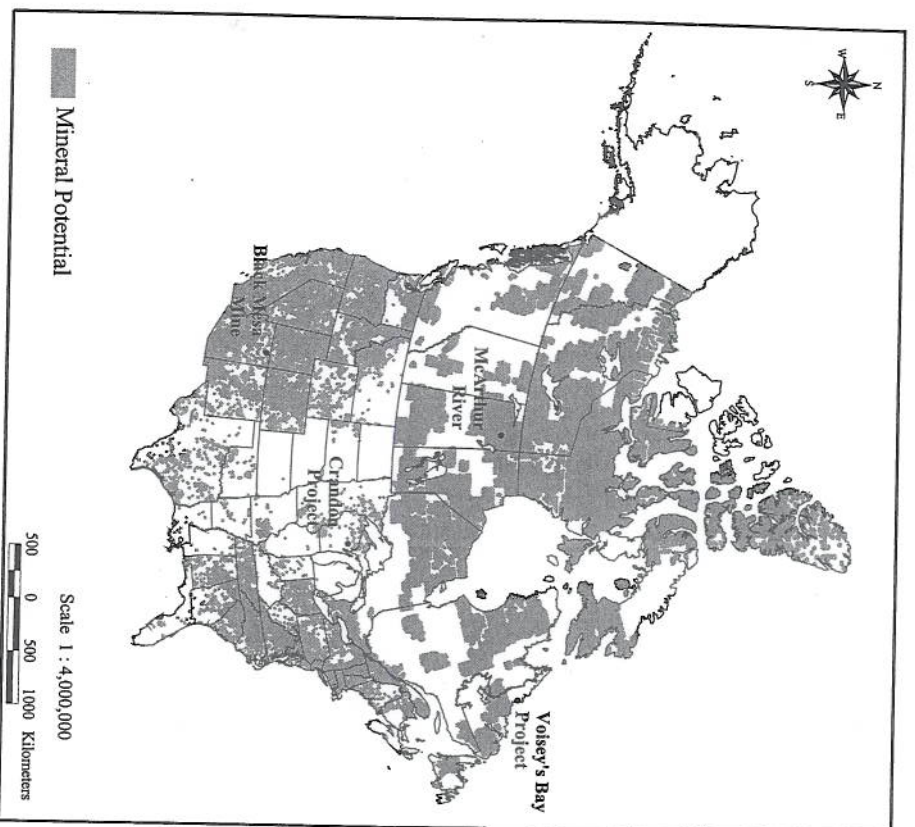 N
W
E
S
McArthur
River
Voisey's Bay
Project
Black Mesa
Mine
Crandon
Project
Mineral Potential
Scale 1 : 4,000,000
500 0 500 1000 Kilometers